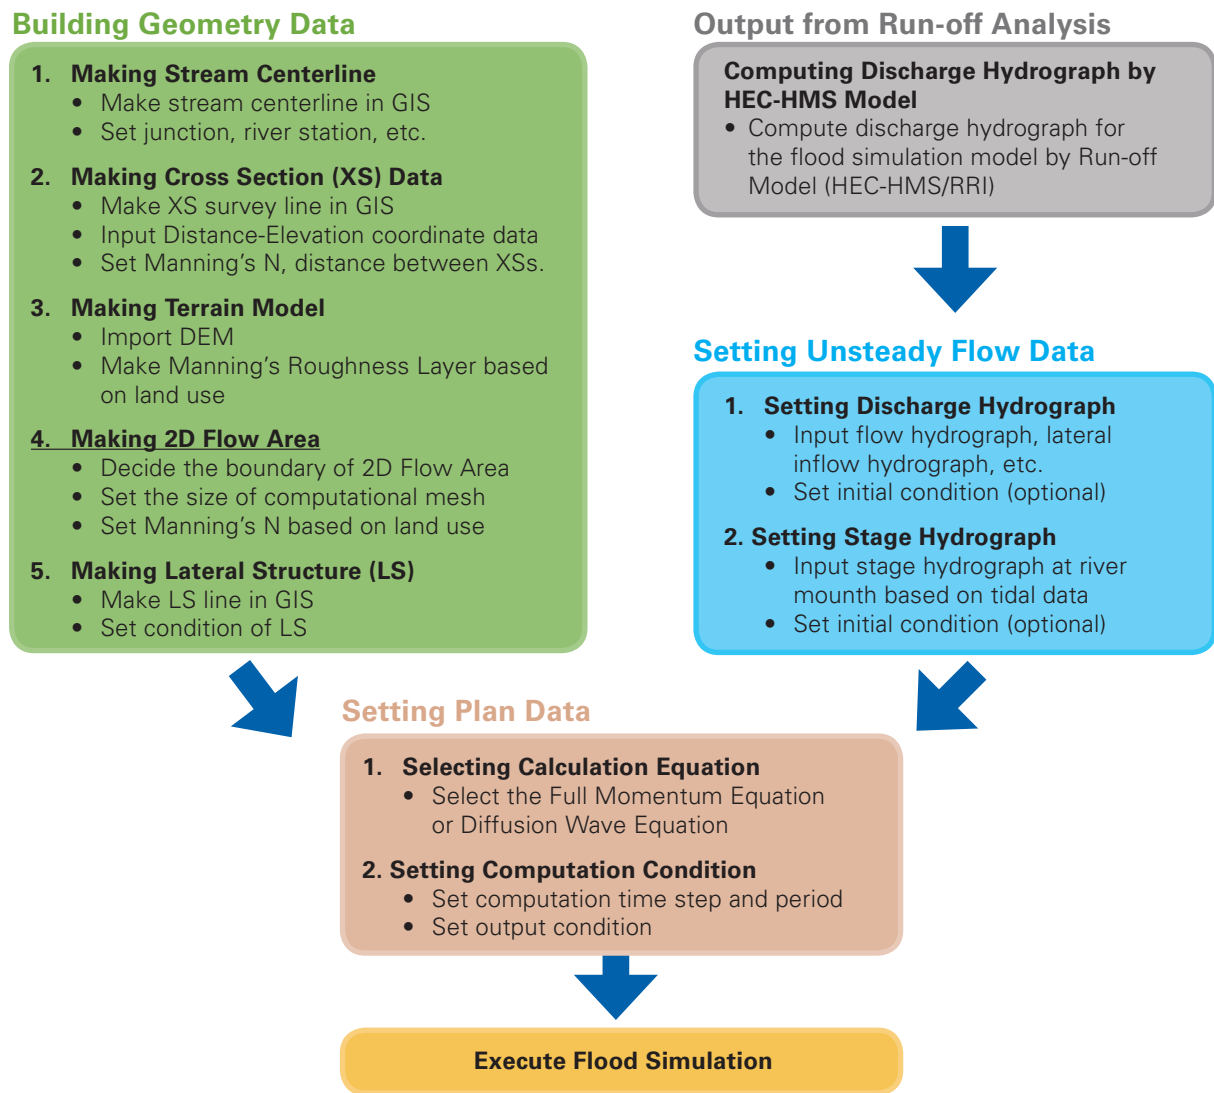 Building Geometry Data
1. Making Stream Centerline
• Make stream centerline in GIS
• Set junction, river station, etc.
2. Making Cross Section (XS) Data
• Make XS survey line in GIS
• Input Distance-Elevation coordinate data
• Set Manning's N, distance between XSs.
3. Making Terrain Model
• Import DEM
• Make Manning's Roughness Layer based
on land use
4. Making 2D Flow Area
• Decide the boundary of 2D Flow Area
• Set the size of computational mesh
• Set Manning's N based on land use
5. Making Lateral Structure (LS)
• Make LS line in GIS
• Set condition of LS
Output from Run-off Analysis
Computing Discharge Hydrograph by
HEC-HMS Model
• Compute discharge hydrograph for
the flood simulation model by Run-off
Model (HEC-HMS/RRI)
Setting Unsteady Flow Data
1. Setting Discharge Hydrograph
• Input flow hydrograph, lateral
inflow hydrograph, etc.
• Set initial condition (optional)
2. Setting Stage Hydrograph
• Input stage hydrograph at river
mounth based on tidal data
• Set initial condition (optional)
Setting Plan Data
1. Selecting Calculation Equation
• Select the Full Momentum Equation
or Diffusion Wave Equation
2. Setting Computation Condition
• Set computation time step and period
• Set output condition
Execute Flood Simulation